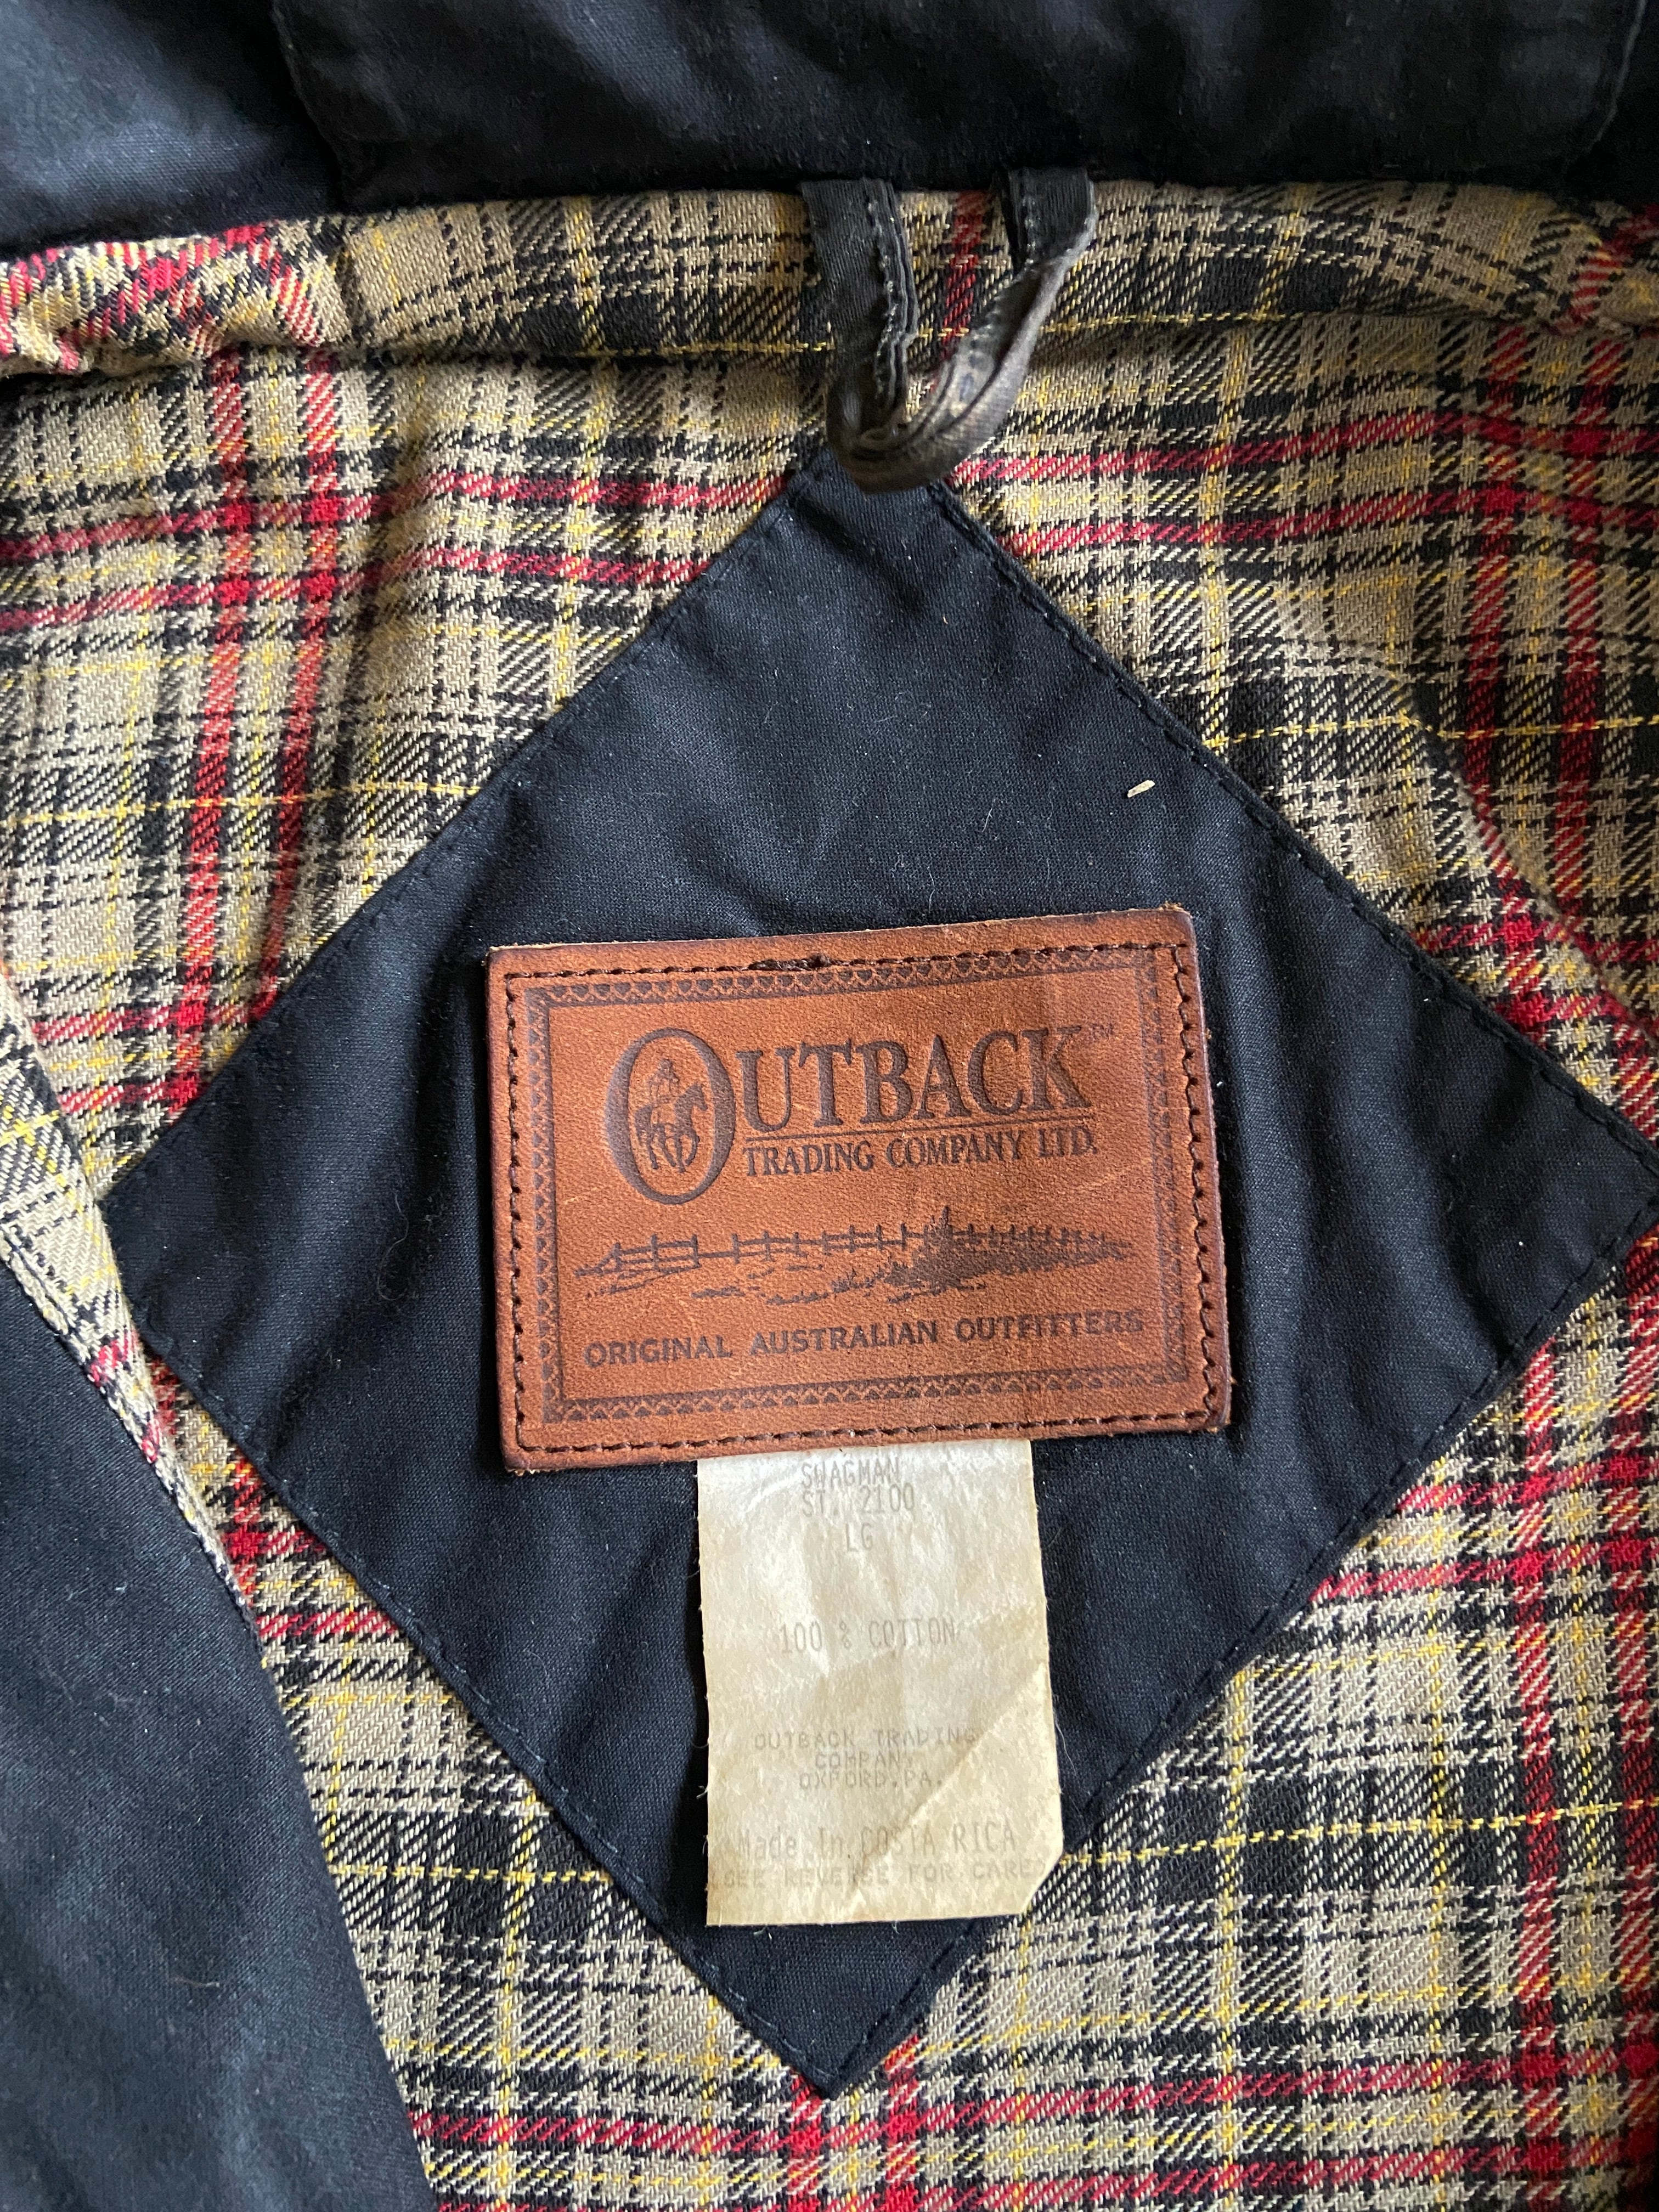 OUTBACK™
TRADING COMPANY LTD.
ORIGINAL AUSTRALIAN OUTFITTERS
SWAGMAN
ST. 2100
LG
100 % COTTON
OUTBACK TRADING
COMPANY
OXFORD,PA.
Made In COSTA RICA
SEE REVERSE FOR CARE